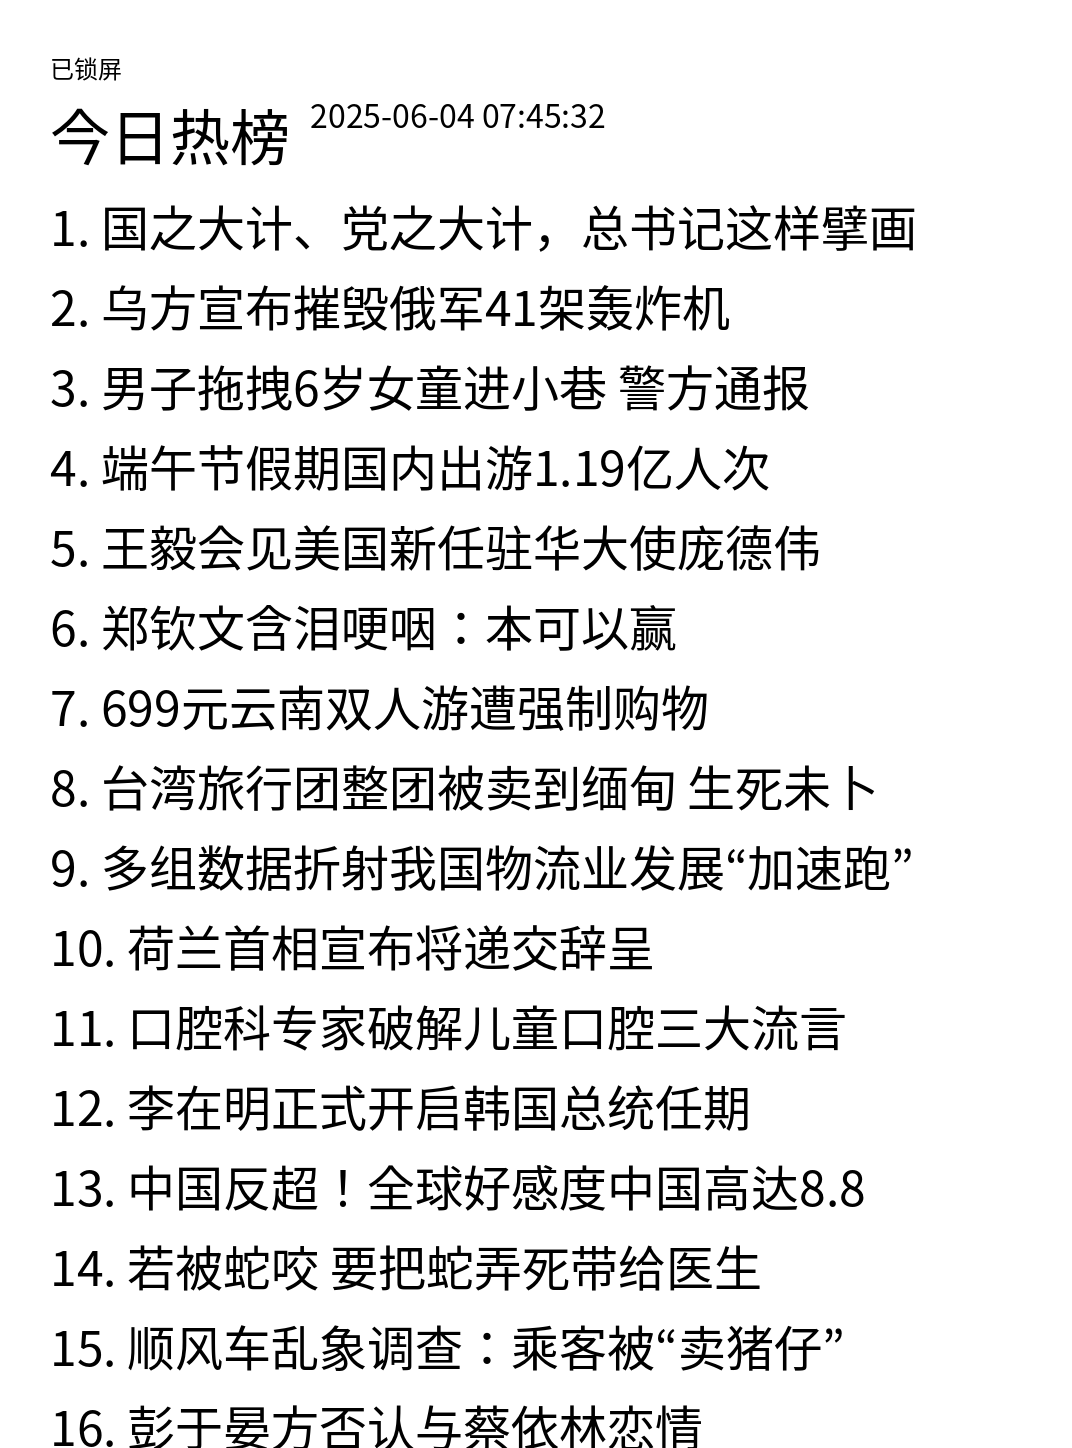 已锁屏
今日热榜 2025-06-04 07:45:32
1. 国之大计、党之大计，总书记这样擘画
2. 乌方宣布摧毁俄军41架轰炸机
3. 男子拖拽6岁女童进小巷 警方通报
4. 端午节假期国内出游1.19亿人次
5. 王毅会见美国新任驻华大使庞德伟
6. 郑钦文含泪哽咽：本可以赢
7. 699元云南双人游遭强制购物
8. 台湾旅行团整团被卖到缅甸 生死未卜
9. 多组数据折射我国物流业发展“加速跑”
10. 荷兰首相宣布将递交辞呈
11. 口腔科专家破解儿童口腔三大流言
12. 李在明正式开启韩国总统任期
13. 中国反超！全球好感度中国高达8.8
14. 若被蛇咬 要把蛇弄死带给医生
15. 顺风车乱象调查：乘客被“卖猪仔”
16. 彭于晏方否认与蔡依林恋情